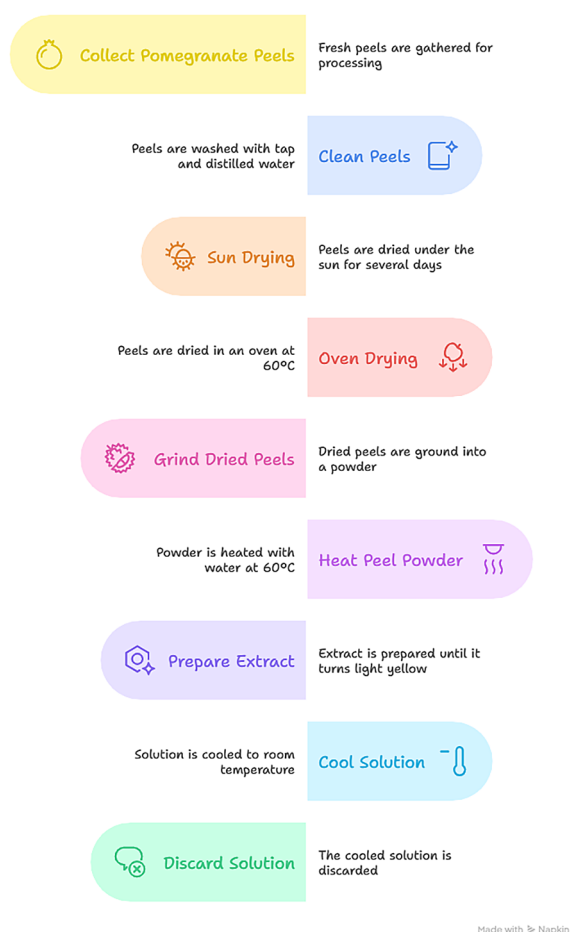 Collect Pomegranate Peels
Fresh peels are gathered for
processing
Peels are washed with tap
and distilled water
Clean Peels
Sun Drying
Peels are dried under the
sun for several days
Peels are dried in an oven at
60ºC
Oven Drying
Grind Dried Peels
Dried peels are ground into
a powder
Powder is heated with
water at 60ºC
Heat Peel Powder
Prepare Extract
Extract is prepared until it
turns light yellow
Solution is cooled to room
temperature
Cool Solution
Discard Solution
The cooled solution is
discarded
Made with Napkin